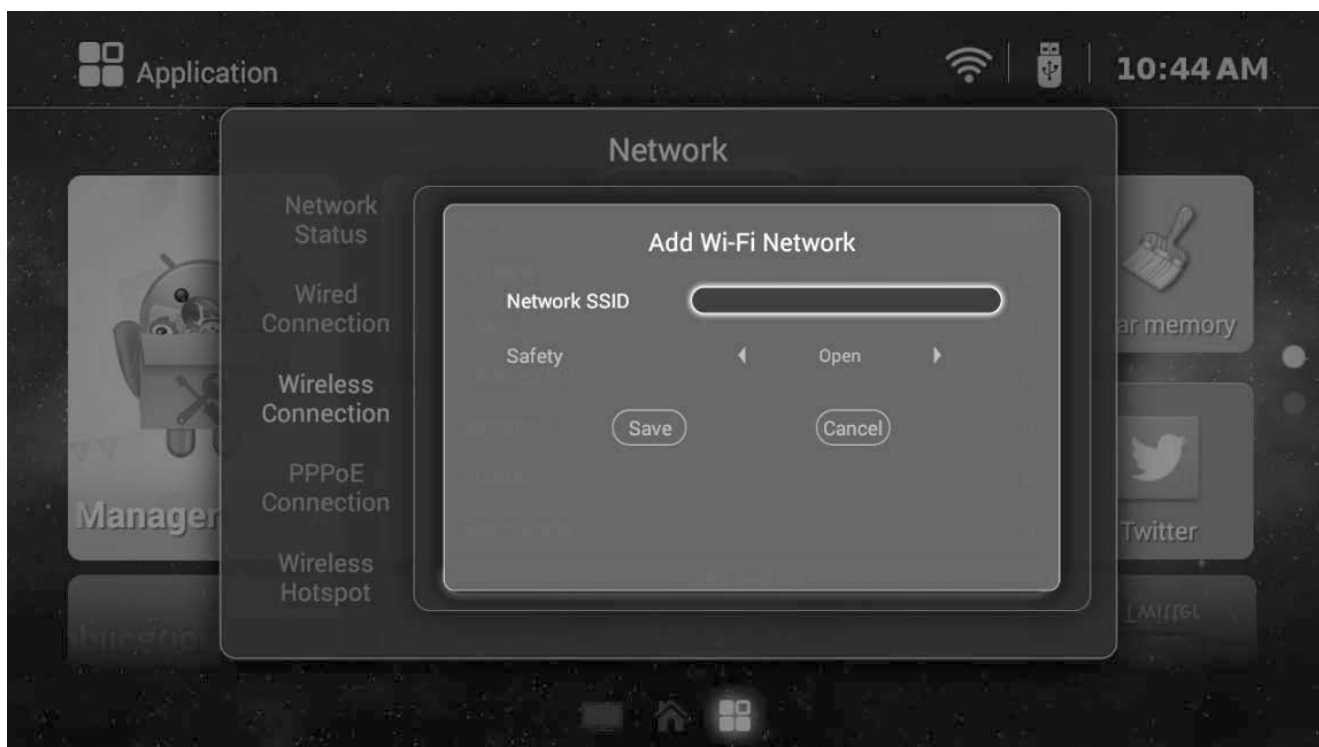 Application
10:44 AM
Network
Network
Status
Wired
Connection
Wireless
Connection
PPPoE
Connection
Wireless
Hotspot
Add Wi-Fi Network
Network SSID
Safety
Open
Save
Cancel
Manager
ar memory
Twitter
Twitter